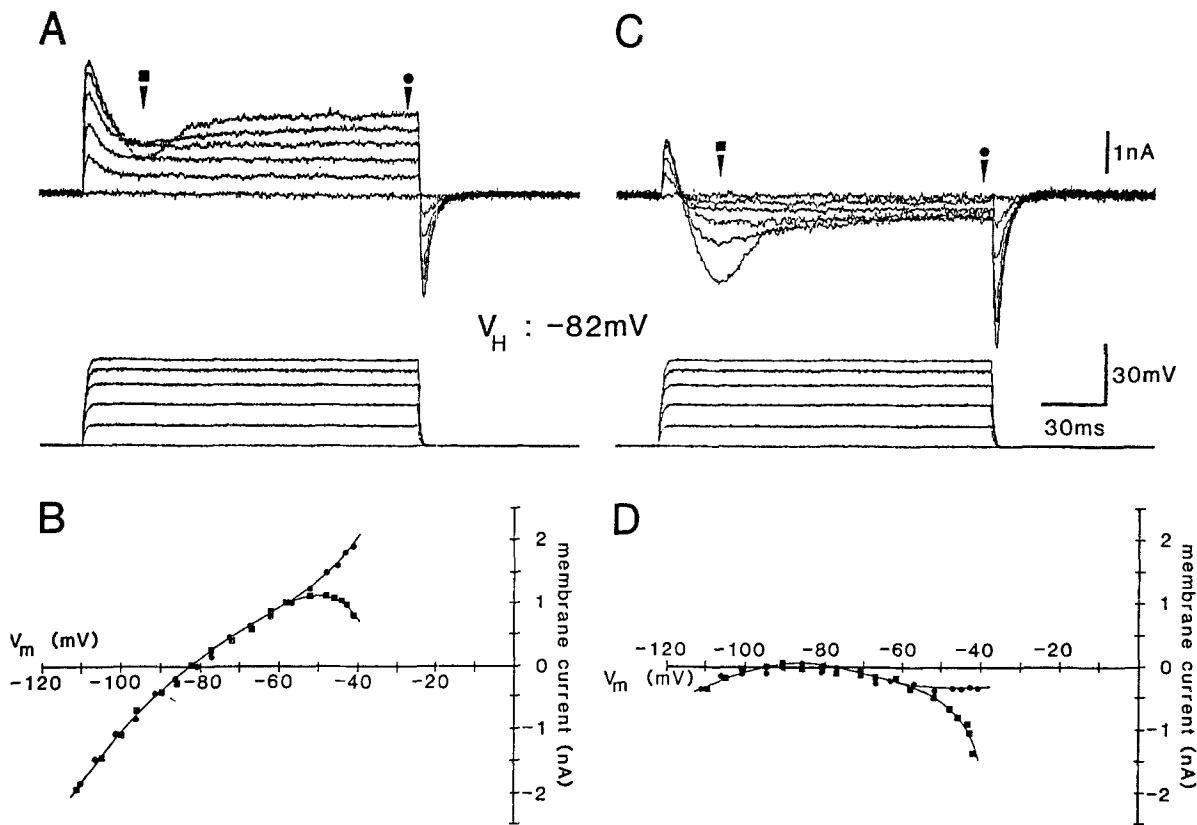 A
C
1nA
V_H : -82mV
30mV
30ms
B
D
V_m (mV)
-120 -100 -80 -60 -40 -20
2
1
0
-1
-2
membrane current (nA)
V_m (mV)
-100 -80 -60 -40 -20
2
1
0
-1
-2
membrane current (nA)